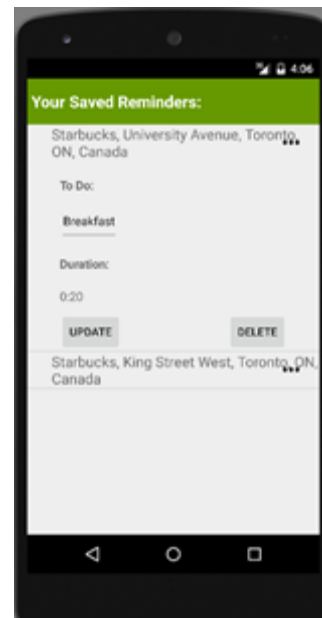 4:06
Your Saved Reminders:
Starbucks, University Avenue, Toronto,
ON, Canada
To Do:
Breakfast
Duration:
0:20
UPDATE DELETE
Starbucks, King Street West, Toronto, ON,
Canada